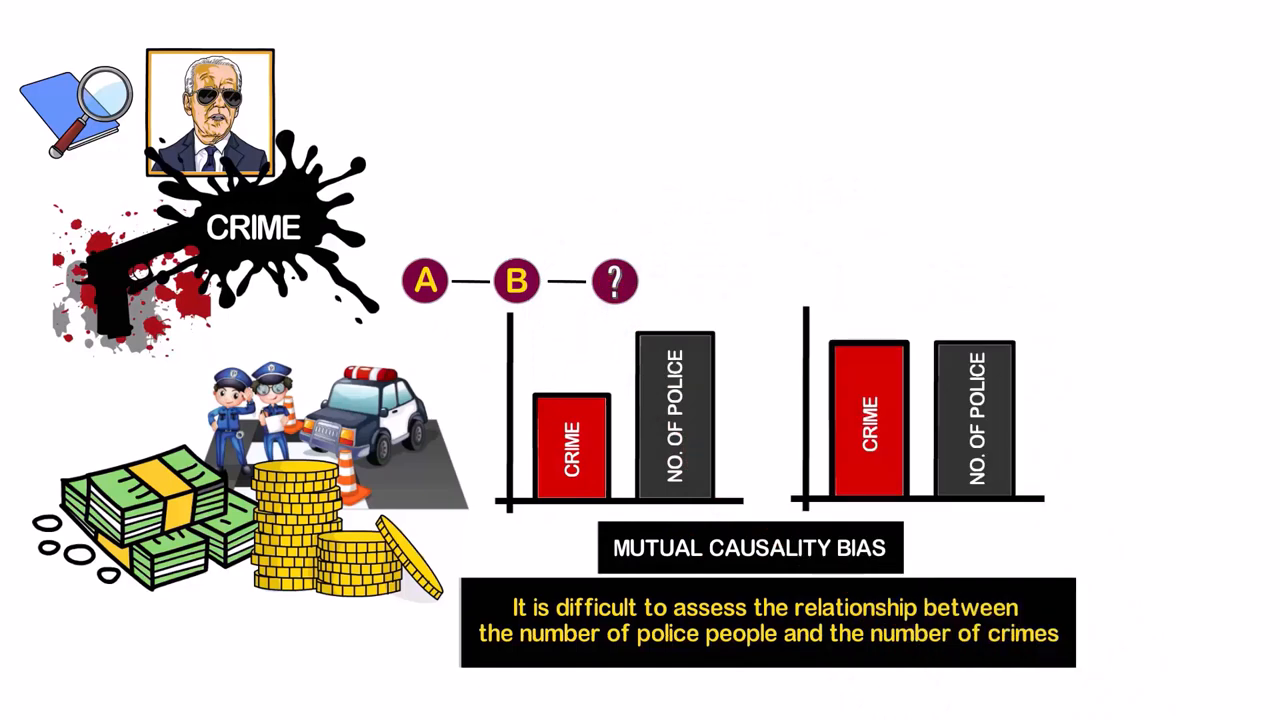 CRIME
A
B
?
CRIME
NO. OF POLICE
CRIME
NO. OF POLICE
MUTUAL CAUSALITY BIAS
It is difficult to assess the relationship between
the number of police people and the number of crimes